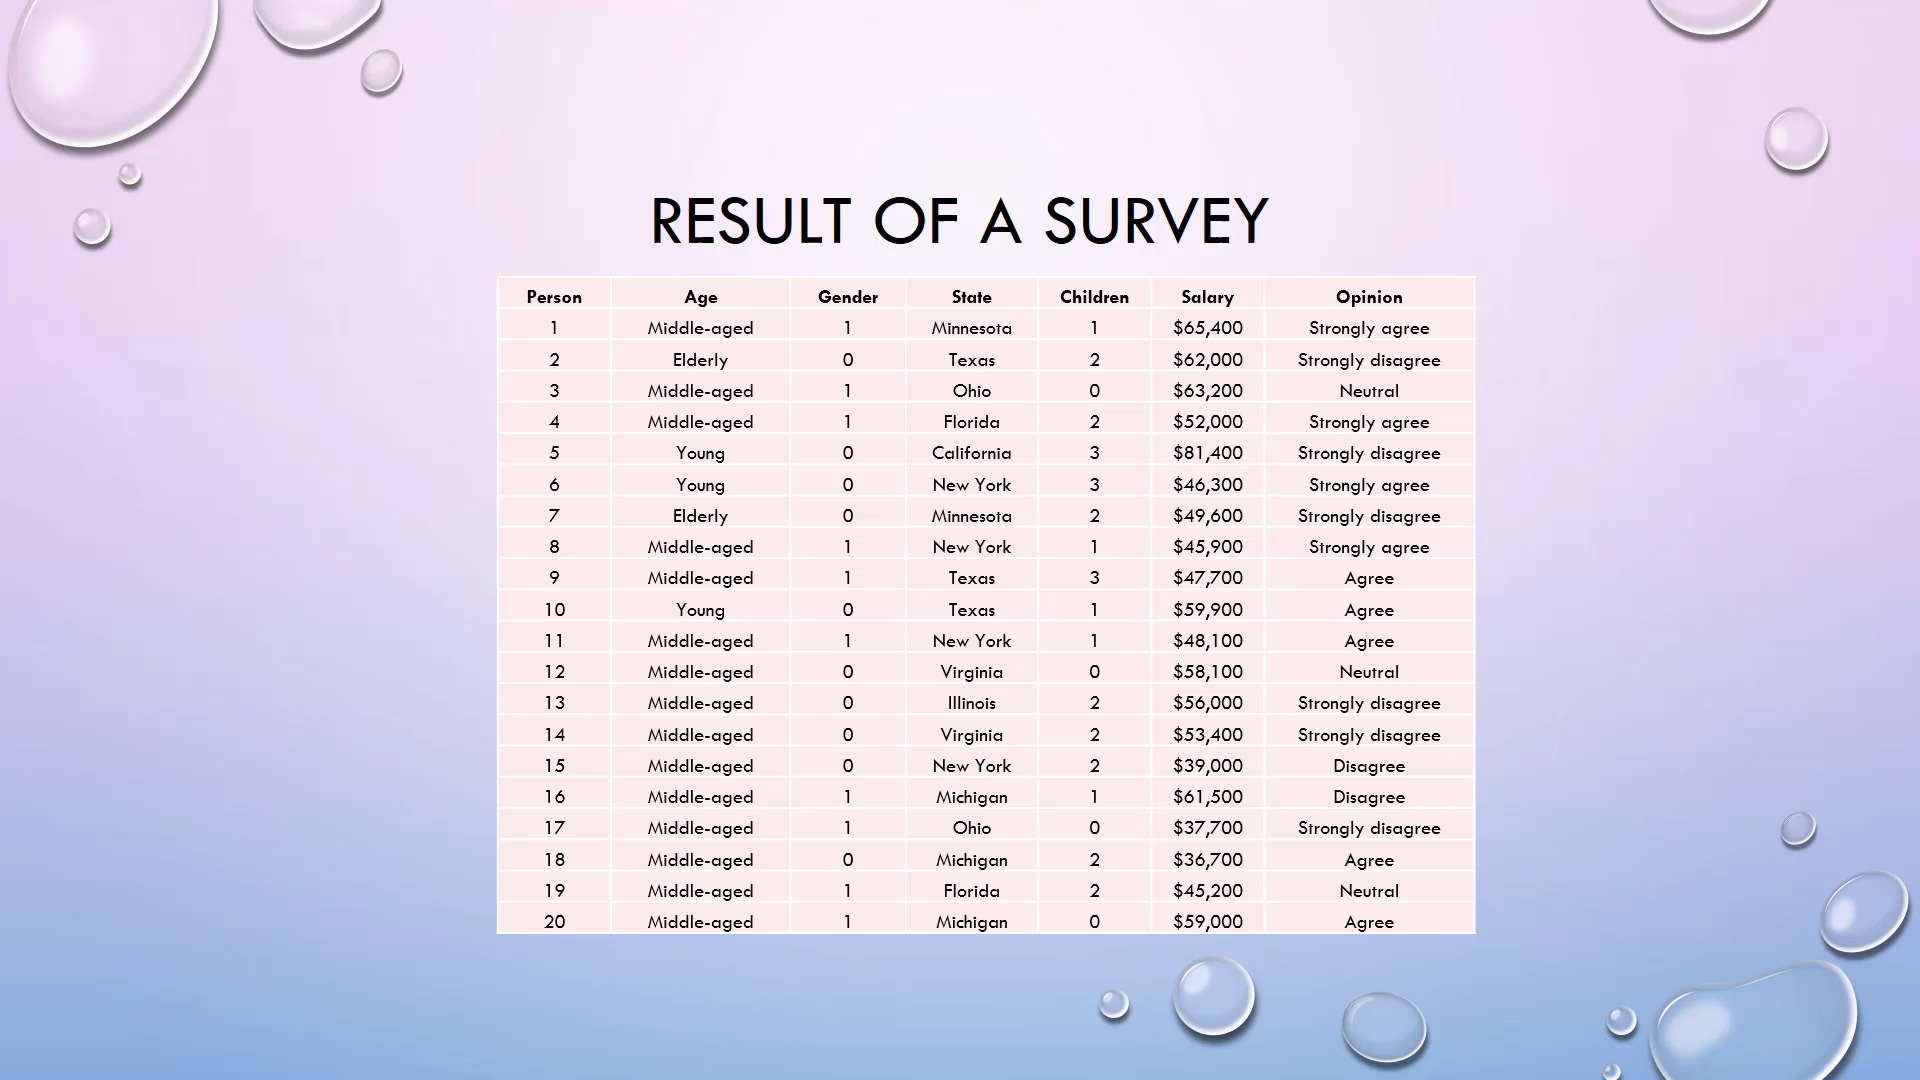 RESULT OF A SURVEY
Person Age Gender State Children Salary Opinion
1 Middle-aged 1 Minnesota 1 $65,400 Strongly agree
2 Elderly 0 Texas 2 $62,000 Strongly disagree
3 Middle-aged 1 Ohio 0 $63,200 Neutral
4 Middle-aged 1 Florida 2 $52,000 Strongly agree
5 Young 0 California 3 $81,400 Strongly disagree
6 Young 0 New York 3 $46,300 Strongly agree
7 Elderly 0 Minnesota 2 $49,600 Strongly disagree
8 Middle-aged 1 New York 1 $45,900 Strongly agree
9 Middle-aged 1 Texas 3 $47,700 Agree
10 Young 0 Texas 1 $59,900 Agree
11 Middle-aged 1 New York 1 $48,100 Agree
12 Middle-aged 0 Virginia 0 $58,100 Neutral
13 Middle-aged 0 Illinois 2 $56,000 Strongly disagree
14 Middle-aged 0 Virginia 2 $53,400 Strongly disagree
15 Middle-aged 0 New York 2 $39,000 Disagree
16 Middle-aged 1 Michigan 1 $61,500 Disagree
17 Middle-aged 1 Ohio 0 $37,700 Strongly disagree
18 Middle-aged 0 Michigan 2 $36,700 Agree
19 Middle-aged 1 Florida 2 $45,200 Neutral
20 Middle-aged 1 Michigan 0 $59,000 Agree